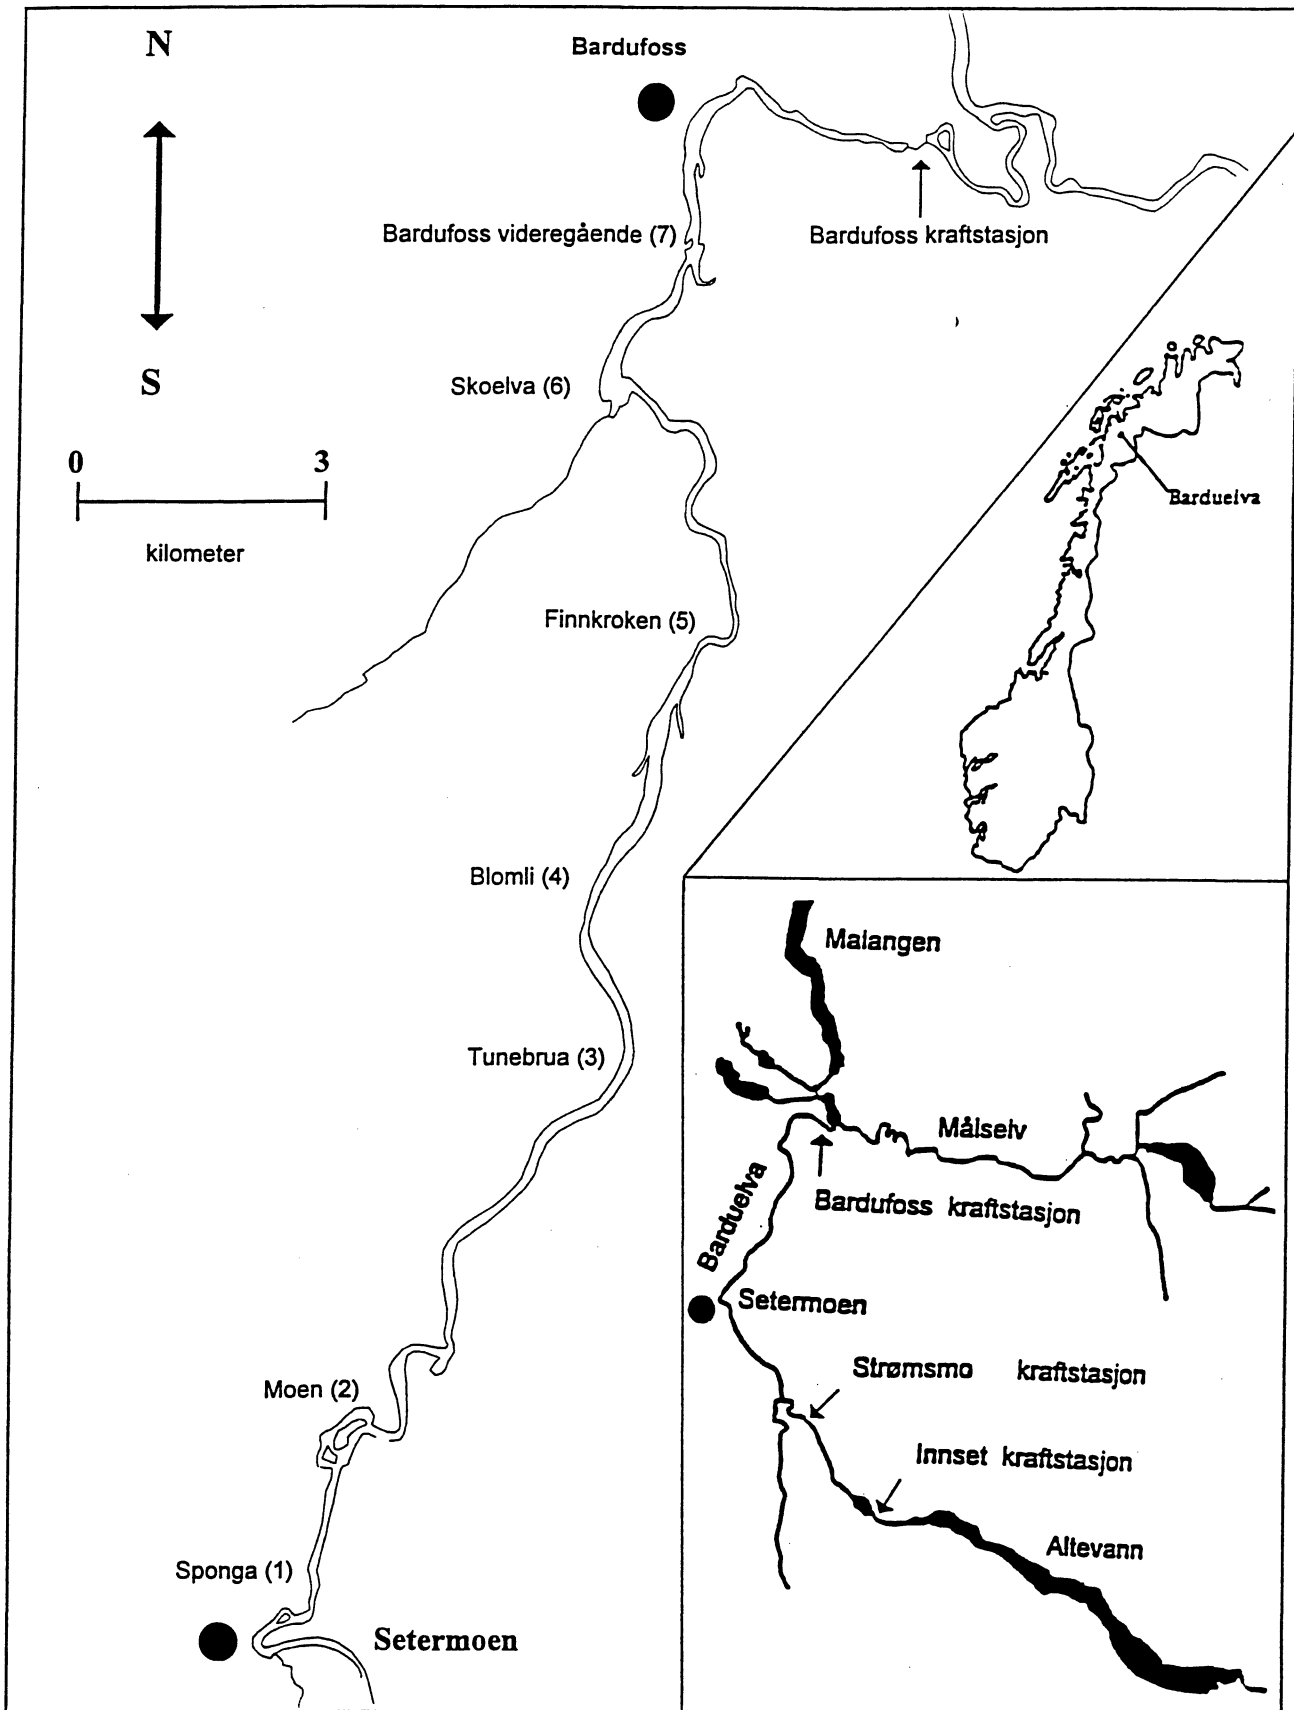 N
Bardufoss
Bardufoss videregående (7)
Bardufoss kraftstasjon
S
Skoelva (6)
0 3
kilometer
Barduelva
Finnkroken (5)
Blomli (4)
Malangen
Tunebrua (3)
Målselv
Barduelva
Bardufoss kraftstasjon
Setermoen
Strømsmo kraftstasjon
Moen (2)
Innset kraftstasjon
Altevann
Sponga (1)
Setermoen